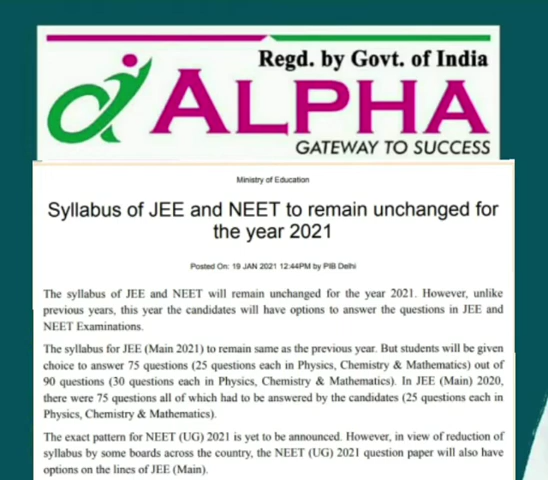 Regd. by Govt. of India
ALPHA
GATEWAY TO SUCCESS
Ministry of Education
Syllabus of JEE and NEET to remain unchanged for
the year 2021
Posted On: 19 JAN 2021 12:44PM by PIB Delhi
The syllabus of JEE and NEET will remain unchanged for the year 2021. However, unlike
previous years, this year the candidates will have options to answer the questions in JEE and
NEET Examinations.
The syllabus for JEE (Main 2021) to remain same as the previous year. But students will be given
choice to answer 75 questions (25 questions each in Physics, Chemistry & Mathematics) out of
90 questions (30 questions each in Physics, Chemistry & Mathematics). In JEE (Main) 2020,
there were 75 questions all of which had to be answered by the candidates (25 questions each in
Physics, Chemistry & Mathematics).
The exact pattern for NEET (UG) 2021 is yet to be announced. However, in view of reduction of
syllabus by some boards across the country, the NEET (UG) 2021 question paper will also have
options on the lines of JEE (Main).